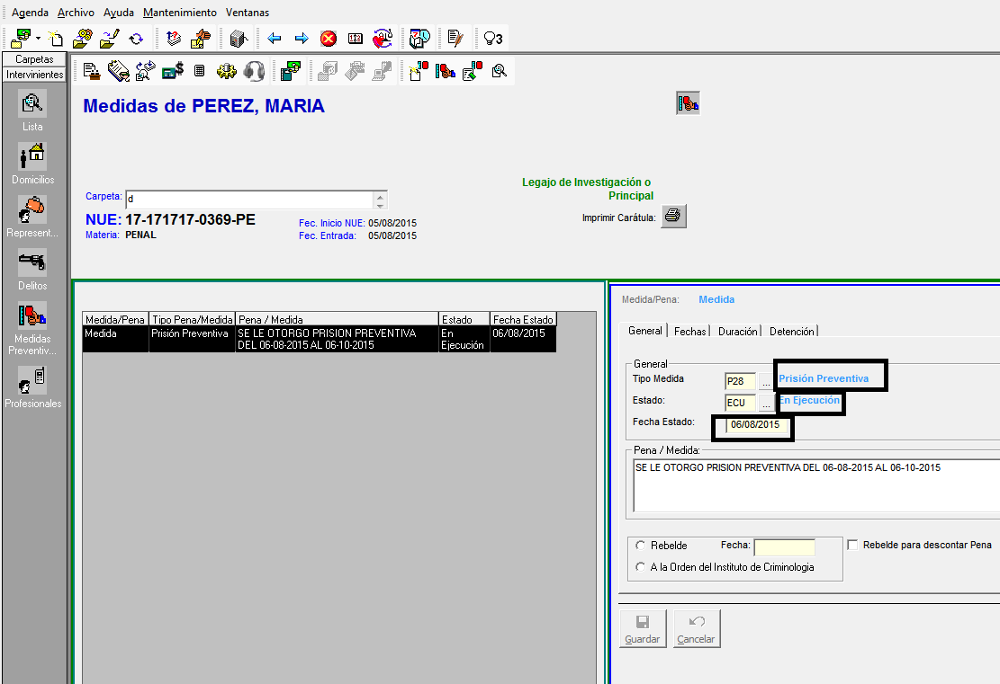 Agenda Archivo Ayuda Mantenimiento Ventanas
3
Carpetas
Intervinientes
Lista
Domicilios
Represent...
Delitos
Medidas
Preventiv...
Profesionales
Medidas de PEREZ, MARIA
Carpeta: d
NUE: 17-171717-0369-PE
Materia: PENAL
Fec. Inicio NUE: 05/08/2015
Fec. Entrada: 05/08/2015
Legajo de Investigación o
Principal
Imprimir Carátula:
Medida/Pena Tipo Pena/Medida Pena / Medida Estado Fecha Estado
Medida Prisión Preventiva SE LE OTORGO PRISION PREVENTIVA En 06/08/2015
DEL 06-08-2015 AL 06-10-2015 Ejecución
Medida/Pena: Medida
General Fechas Duración Detención
General
Tipo Medida P28 ... Prisión Preventiva
Estado: ECU ... En Ejecución
Fecha Estado: 06/08/2015
Pena / Medida:
SE LE OTORGO PRISION PREVENTIVA DEL 06-08-2015 AL 06-10-2015
Rebelde Fecha: Rebelde para descontar Pena
A la Orden del Instituto de Criminologia
Guardar Cancelar